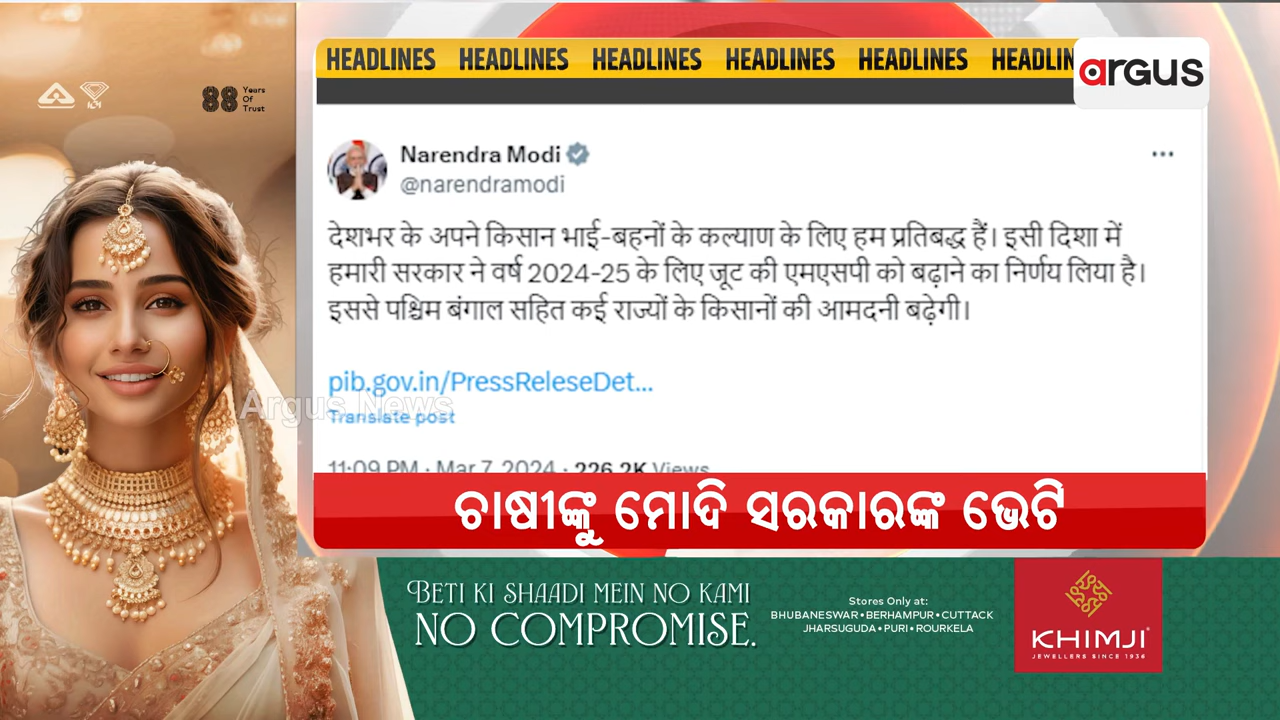 HEADLINES HEADLINES HEADLINES HEADLINES HEADLINES HEADLIN
argus
88 Years
Of
Trust
Narendra Modi
@narendramodi
देशभर के अपने किसान भाई-बहनों के कल्याण के लिए हम प्रतिबद्ध हैं। इसी दिशा में
हमारी सरकार ने वर्ष 2024-25 के लिए जूट की एमएसपी को बढ़ाने का निर्णय लिया है।
इससे पश्चिम बंगाल सहित कई राज्यों के किसानों की आमदनी बढ़ेगी।
pib.gov.in/PressReleseDet...
Argus News
Translate post
11:09 PM · Mar 7, 2024 · 226.2K Views
ଚାଷୀଙ୍କୁ ମୋଦି ସରକାରଙ୍କ ଭେଟି
BETI KI SHAADI MEIN NO KAMI
NO COMPROMISE.
Stores Only at:
BHUBANESWAR • BERHAMPUR • CUTTACK
JHARSUGUDA • PURI • ROURKELA
KHIMJI
JEWELLERS SINCE 1936